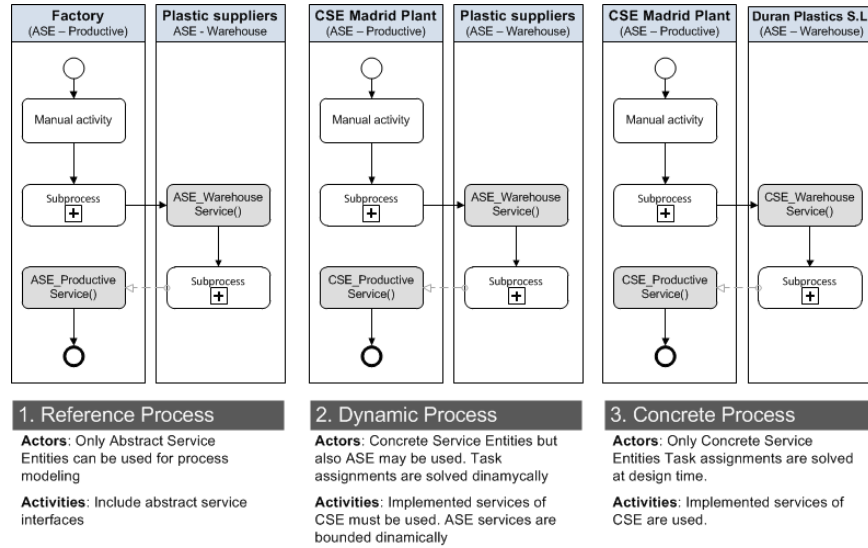 Factory
(ASE – Productive)
Plastic suppliers
ASE - Warehouse
Manual activity
Subprocess
ASE_Warehouse
Service()
ASE_Productive
Service()
Subprocess
CSE Madrid Plant
(ASE – Productive)
Plastic suppliers
(ASE – Warehouse)
Manual activity
Subprocess
ASE_Warehouse
Service()
CSE_Productive
Service()
Subprocess
CSE Madrid Plant
(ASE – Productive)
Duran Plastics S.L
(ASE – Warehouse)
Manual activity
Subprocess
CSE_Warehouse
Service()
CSE_Productive
Service()
Subprocess
1. Reference Process
Actors: Only Abstract Service
Entities can be used for process
modeling
Activities: Include abstract service
interfaces
2. Dynamic Process
Actors: Concrete Service Entities but
also ASE may be used. Task
assignments are solved dinamycally
Activities: Implemented services of
CSE must be used. ASE services are
bounded dinamically
3. Concrete Process
Actors: Only Concrete Service
Entities Task assignments are solved
at design time.
Activities: Implemented services of
CSE are used.